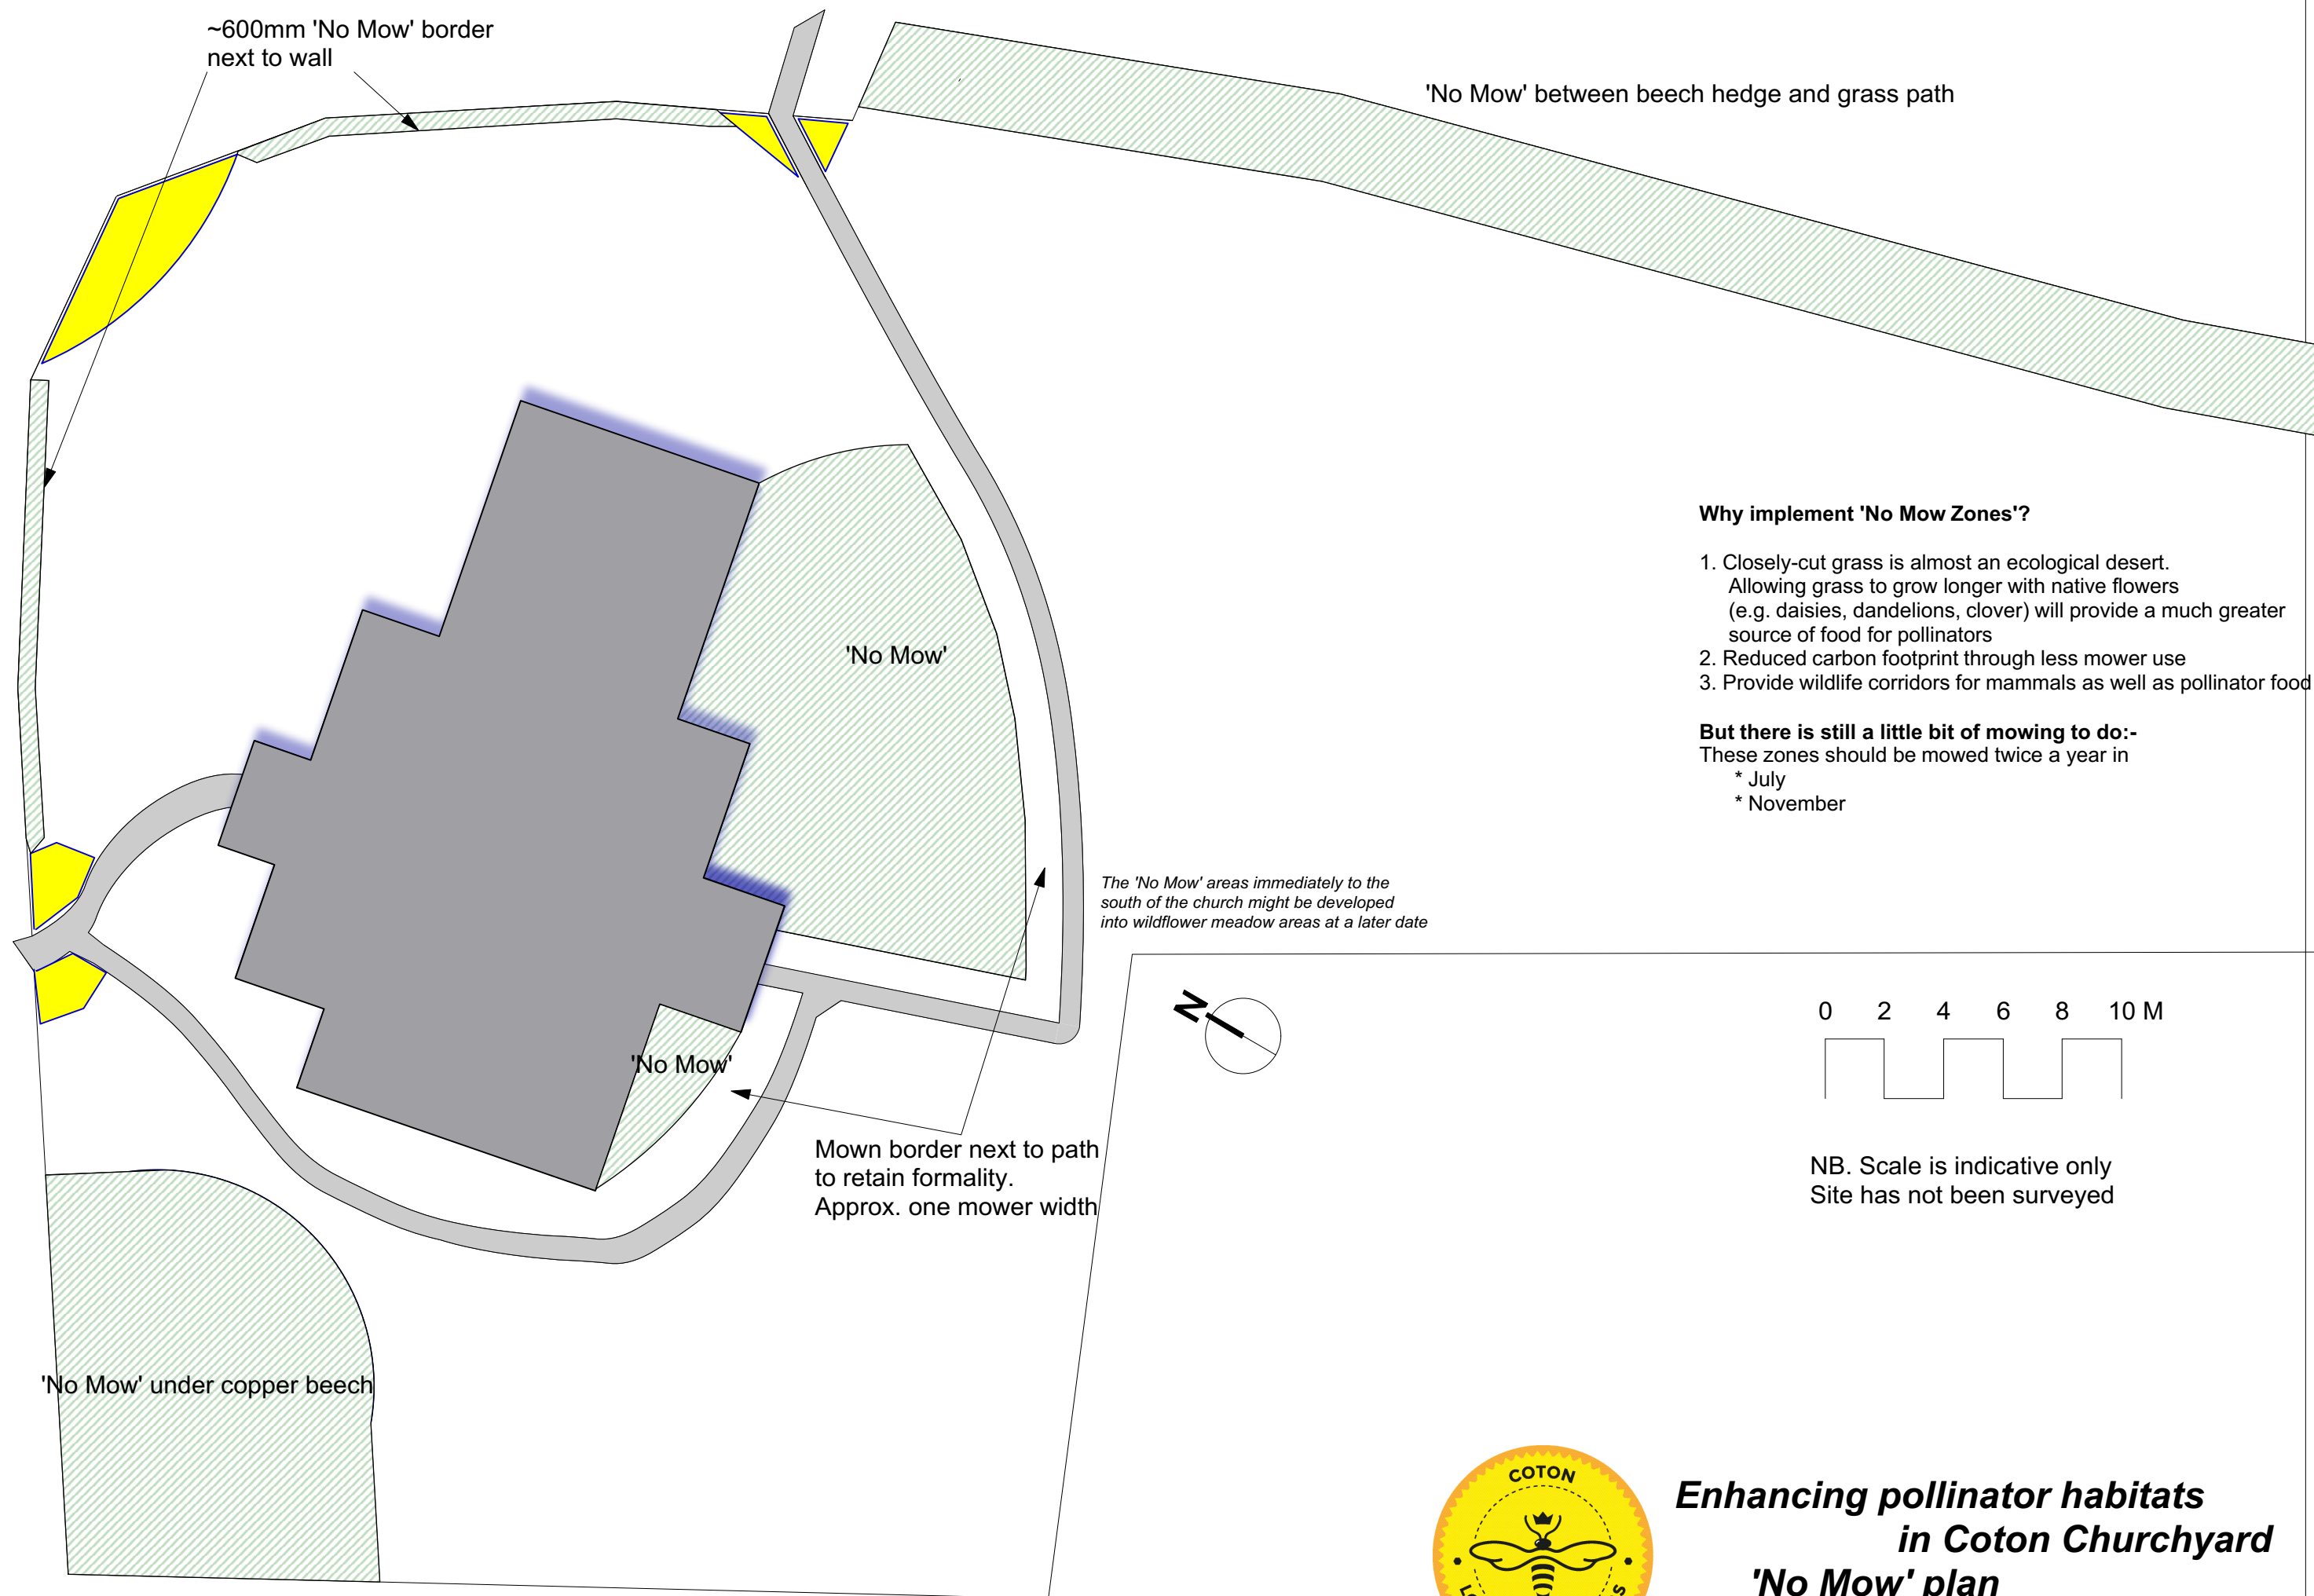 ~600mm 'No Mow' border
next to wall
'No Mow' between beech hedge and grass path
Why implement 'No Mow Zones'?
1. Closely-cut grass is almost an ecological desert.
Allowing grass to grow longer with native flowers
(e.g. daisies, dandelions, clover) will provide a much greater
source of food for pollinators
2. Reduced carbon footprint through less mower use
3. Provide wildlife corridors for mammals as well as pollinator food
But there is still a little bit of mowing to do:-
These zones should be mowed twice a year in
* July
* November
'No Mow'
The 'No Mow' areas immediately to the
south of the church might be developed
into wildflower meadow areas at a later date
N
0 2 4 6 8 10 M
'No Mow'
Mown border next to path
to retain formality.
Approx. one mower width
NB. Scale is indicative only
Site has not been surveyed
'No Mow' under copper beech
COTON
Enhancing pollinator habitats
in Coton Churchyard
'No Mow' plan